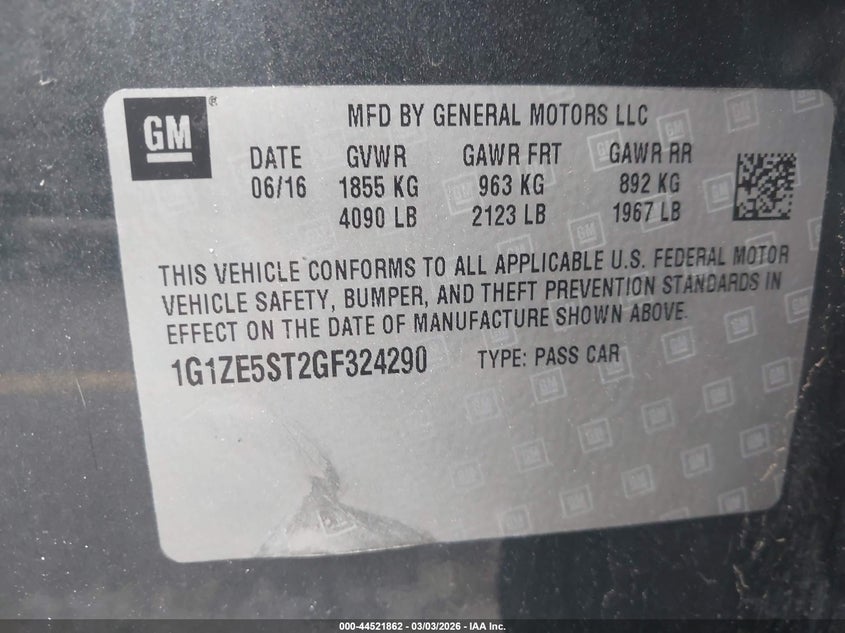 GM®
MFD BY GENERAL MOTORS LLC
DATE GVWR GAWR FRT GAWR RR
06/16 1855 KG 963 KG 892 KG
4090 LB 2123 LB 1967 LB
THIS VEHICLE CONFORMS TO ALL APPLICABLE U.S. FEDERAL MOTOR
VEHICLE SAFETY, BUMPER, AND THEFT PREVENTION STANDARDS IN
EFFECT ON THE DATE OF MANUFACTURE SHOWN ABOVE.
1G1ZE5ST2GF324290 TYPE: PASS CAR
000-44521862 - 03/03/2026 - IAA Inc.